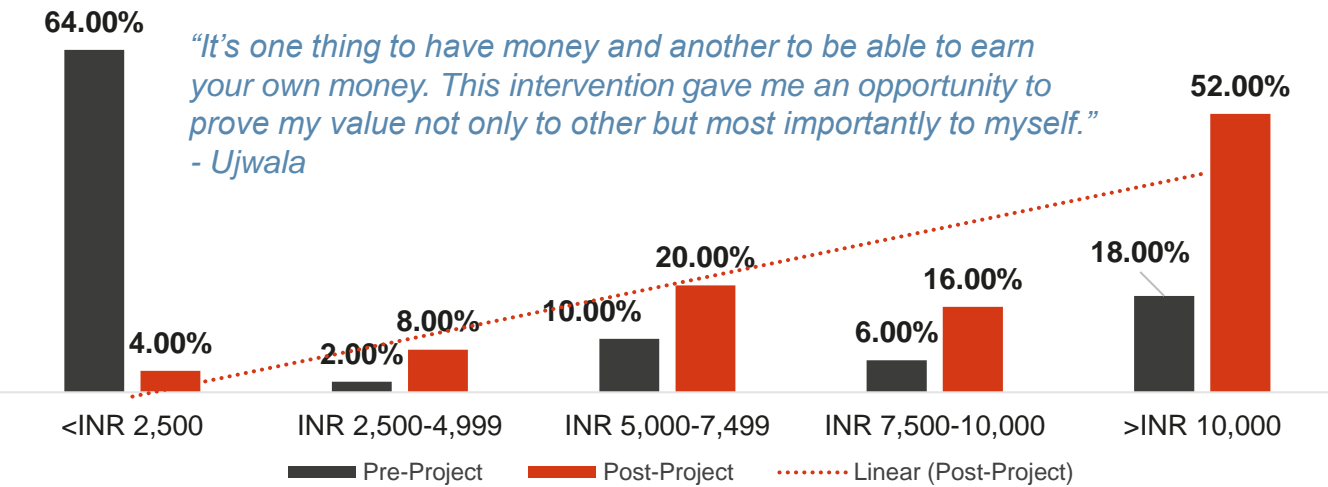 64.00%
“It’s one thing to have money and another to be able to earn
your own money. This intervention gave me an opportunity to
prove my value not only to other but most importantly to myself.”
- Ujwala
52.00%
4.00%
2.00%
8.00%
10.00%
20.00%
6.00%
16.00%
18.00%
<INR 2,500
INR 2,500-4,999
INR 5,000-7,499
INR 7,500-10,000
>INR 10,000
Pre-Project
Post-Project
Linear (Post-Project)